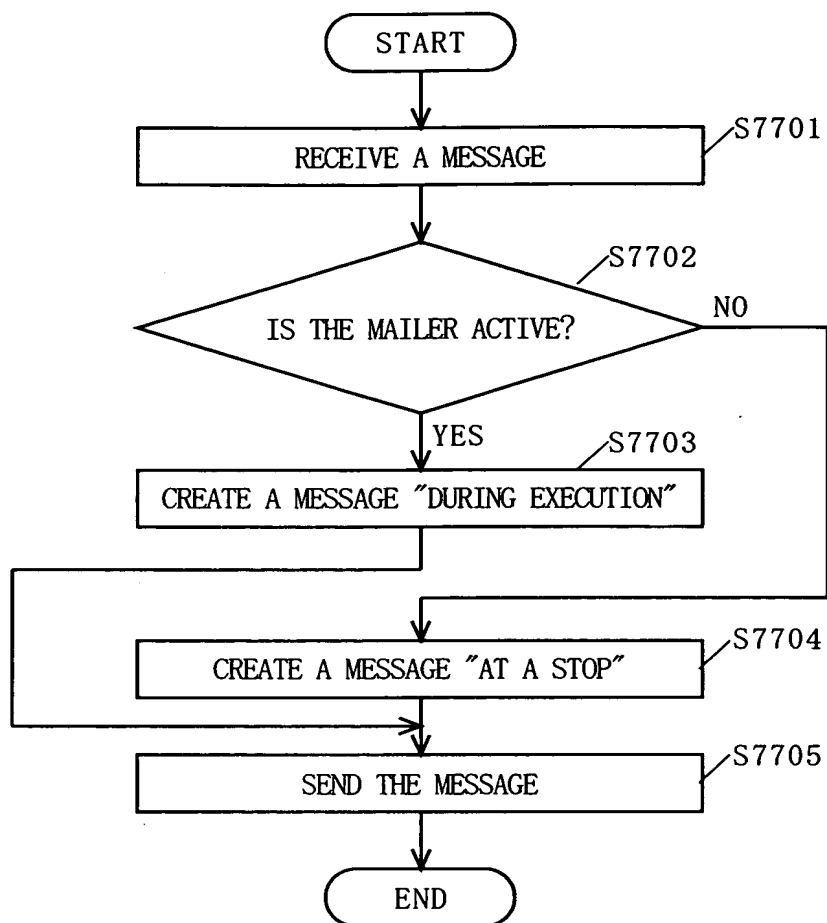 START
S7701
RECEIVE A MESSAGE
S7702
IS THE MAILER ACTIVE?
NO
YES
S7703
CREATE A MESSAGE "DURING EXECUTION"
S7704
CREATE A MESSAGE "AT A STOP"
S7705
SEND THE MESSAGE
END